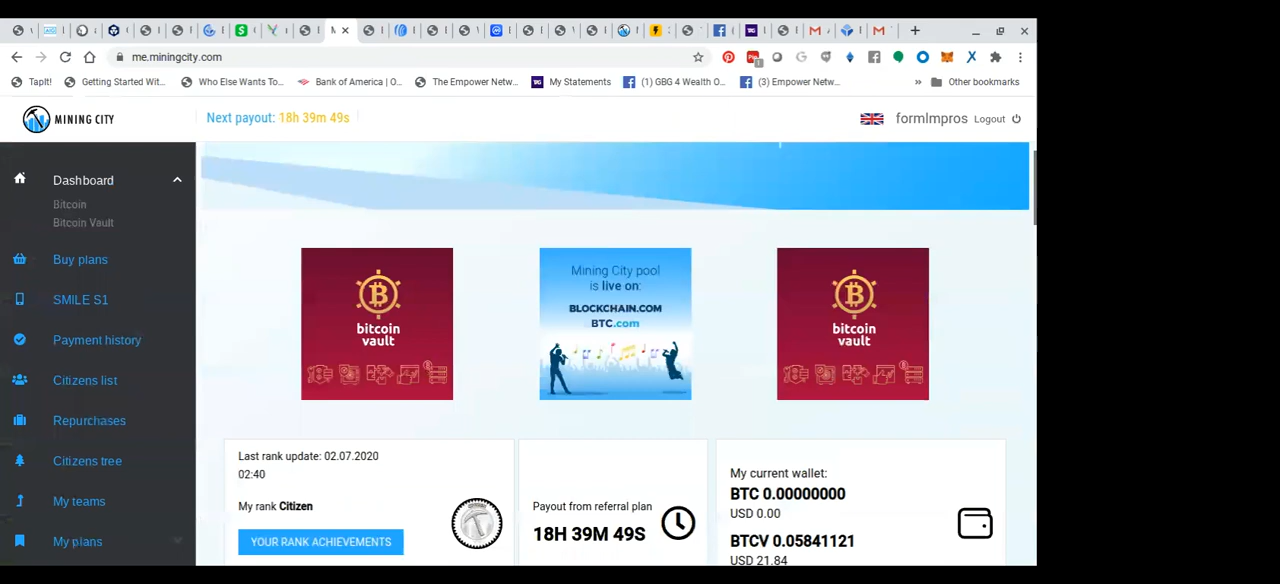 me.miningcity.com
TapIt!
Getting Started Wit...
Who Else Wants To...
Bank of America | O...
The Empower Netw...
My Statements
(1) GBG 4 Wealth O...
(3) Empower Netw...
»
Other bookmarks
MINING CITY
Next payout: 18h 39m 49s
formlmpros
Logout
Dashboard
Bitcoin
Bitcoin Vault
Buy plans
SMILE S1
Payment history
Citizens list
Repurchases
Citizens tree
My teams
My plans
bitcoin
vault
Mining City pool
is live on:
BLOCKCHAIN.COM
BTC.com
bitcoin
vault
Last rank update: 02.07.2020
02:40
My rank Citizen
YOUR RANK ACHIEVEMENTS
Payout from referral plan
18H 39M 49S
My current wallet:
BTC 0.00000000
USD 0.00
BTCV 0.05841121
USD 21.84